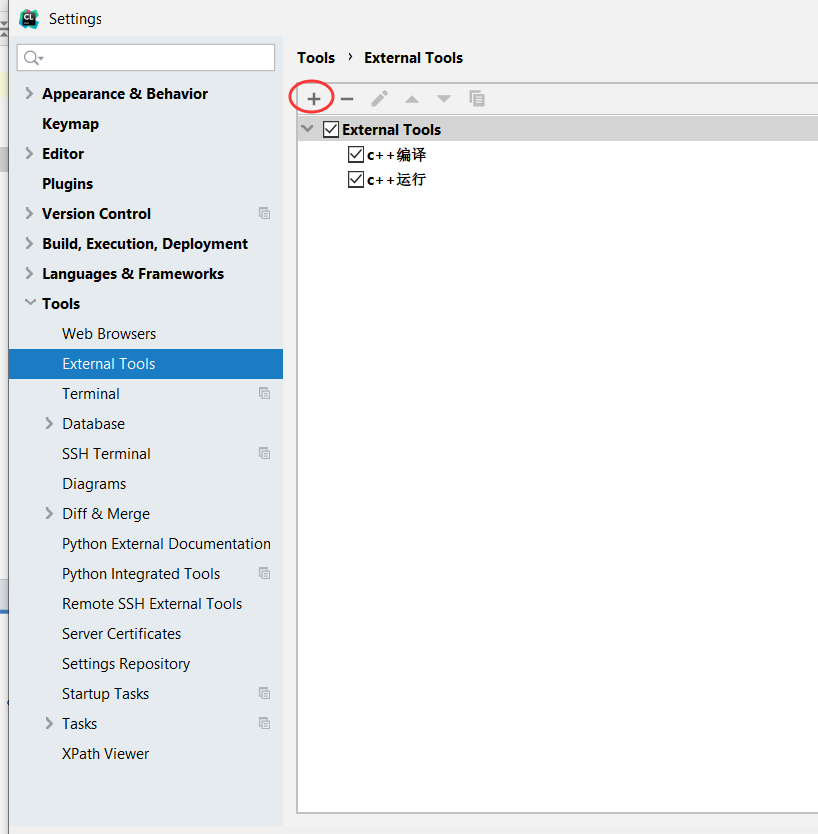 CL
Settings
Tools › External Tools
Appearance & Behavior
Keymap
Editor
Plugins
Version Control
Build, Execution, Deployment
Languages & Frameworks
Tools
Web Browsers
External Tools
Terminal
Database
SSH Terminal
Diagrams
Diff & Merge
Python External Documentation
Python Integrated Tools
Remote SSH External Tools
Server Certificates
Settings Repository
Startup Tasks
Tasks
XPath Viewer
External Tools
c++编译
c++运行